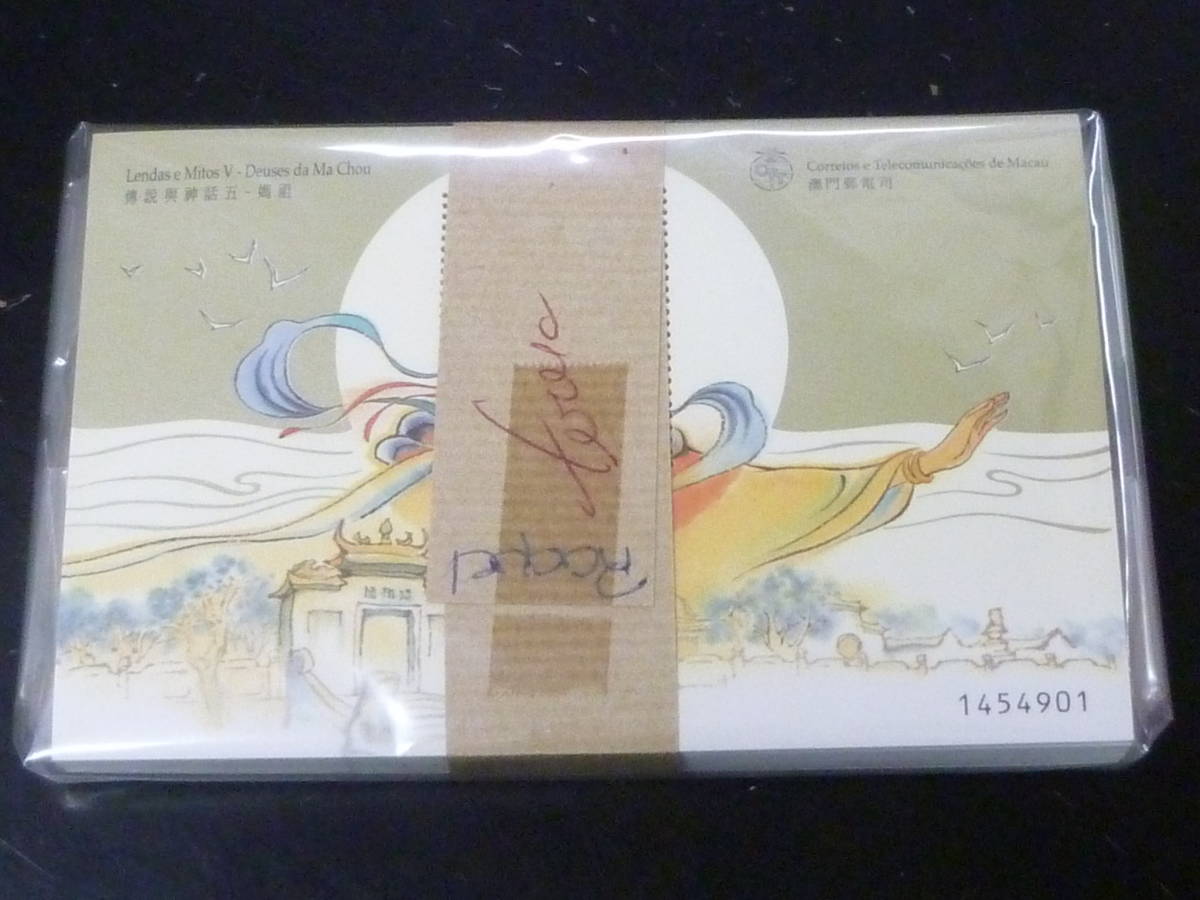 Lendas e Mitos V - Deuses da Ma Chou
傳說與神話五 - 媽祖
Correios e Telecomunicações de Macau
澳門郵電司
1454901